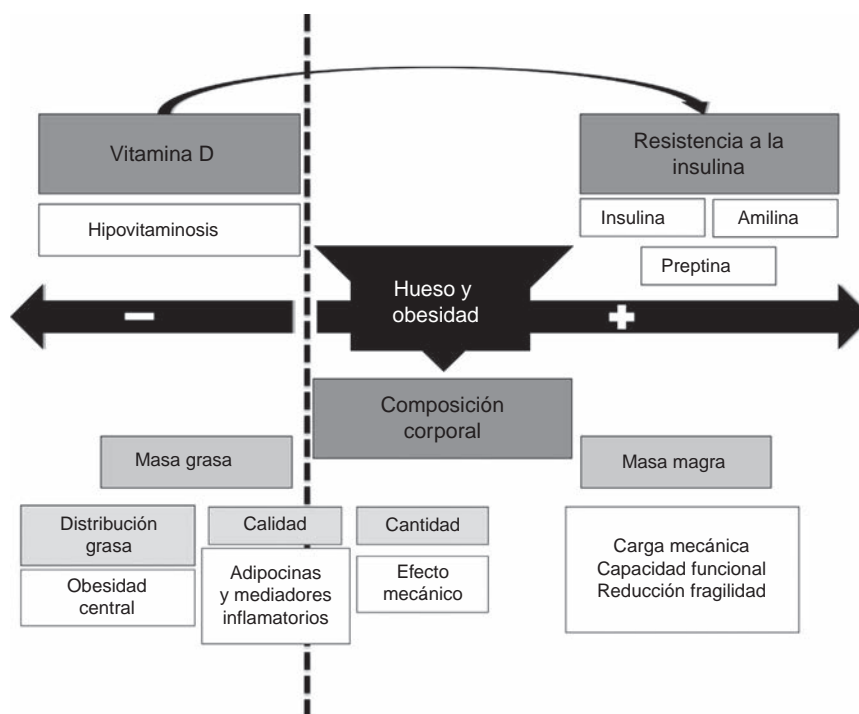 Vitamina D
Hipovitaminosis
Resistencia a la
insulina
Insulina
Amilina
Preptina
Hueso y
obesidad
Composición
corporal
Masa grasa
Masa magra
Distribución
grasa
Obesidad
central
Calidad
Adipocinas
y mediadores
inflamatorios
Cantidad
Efecto
mecánico
Carga mecánica
Capacidad funcional
Reducción fragilidad